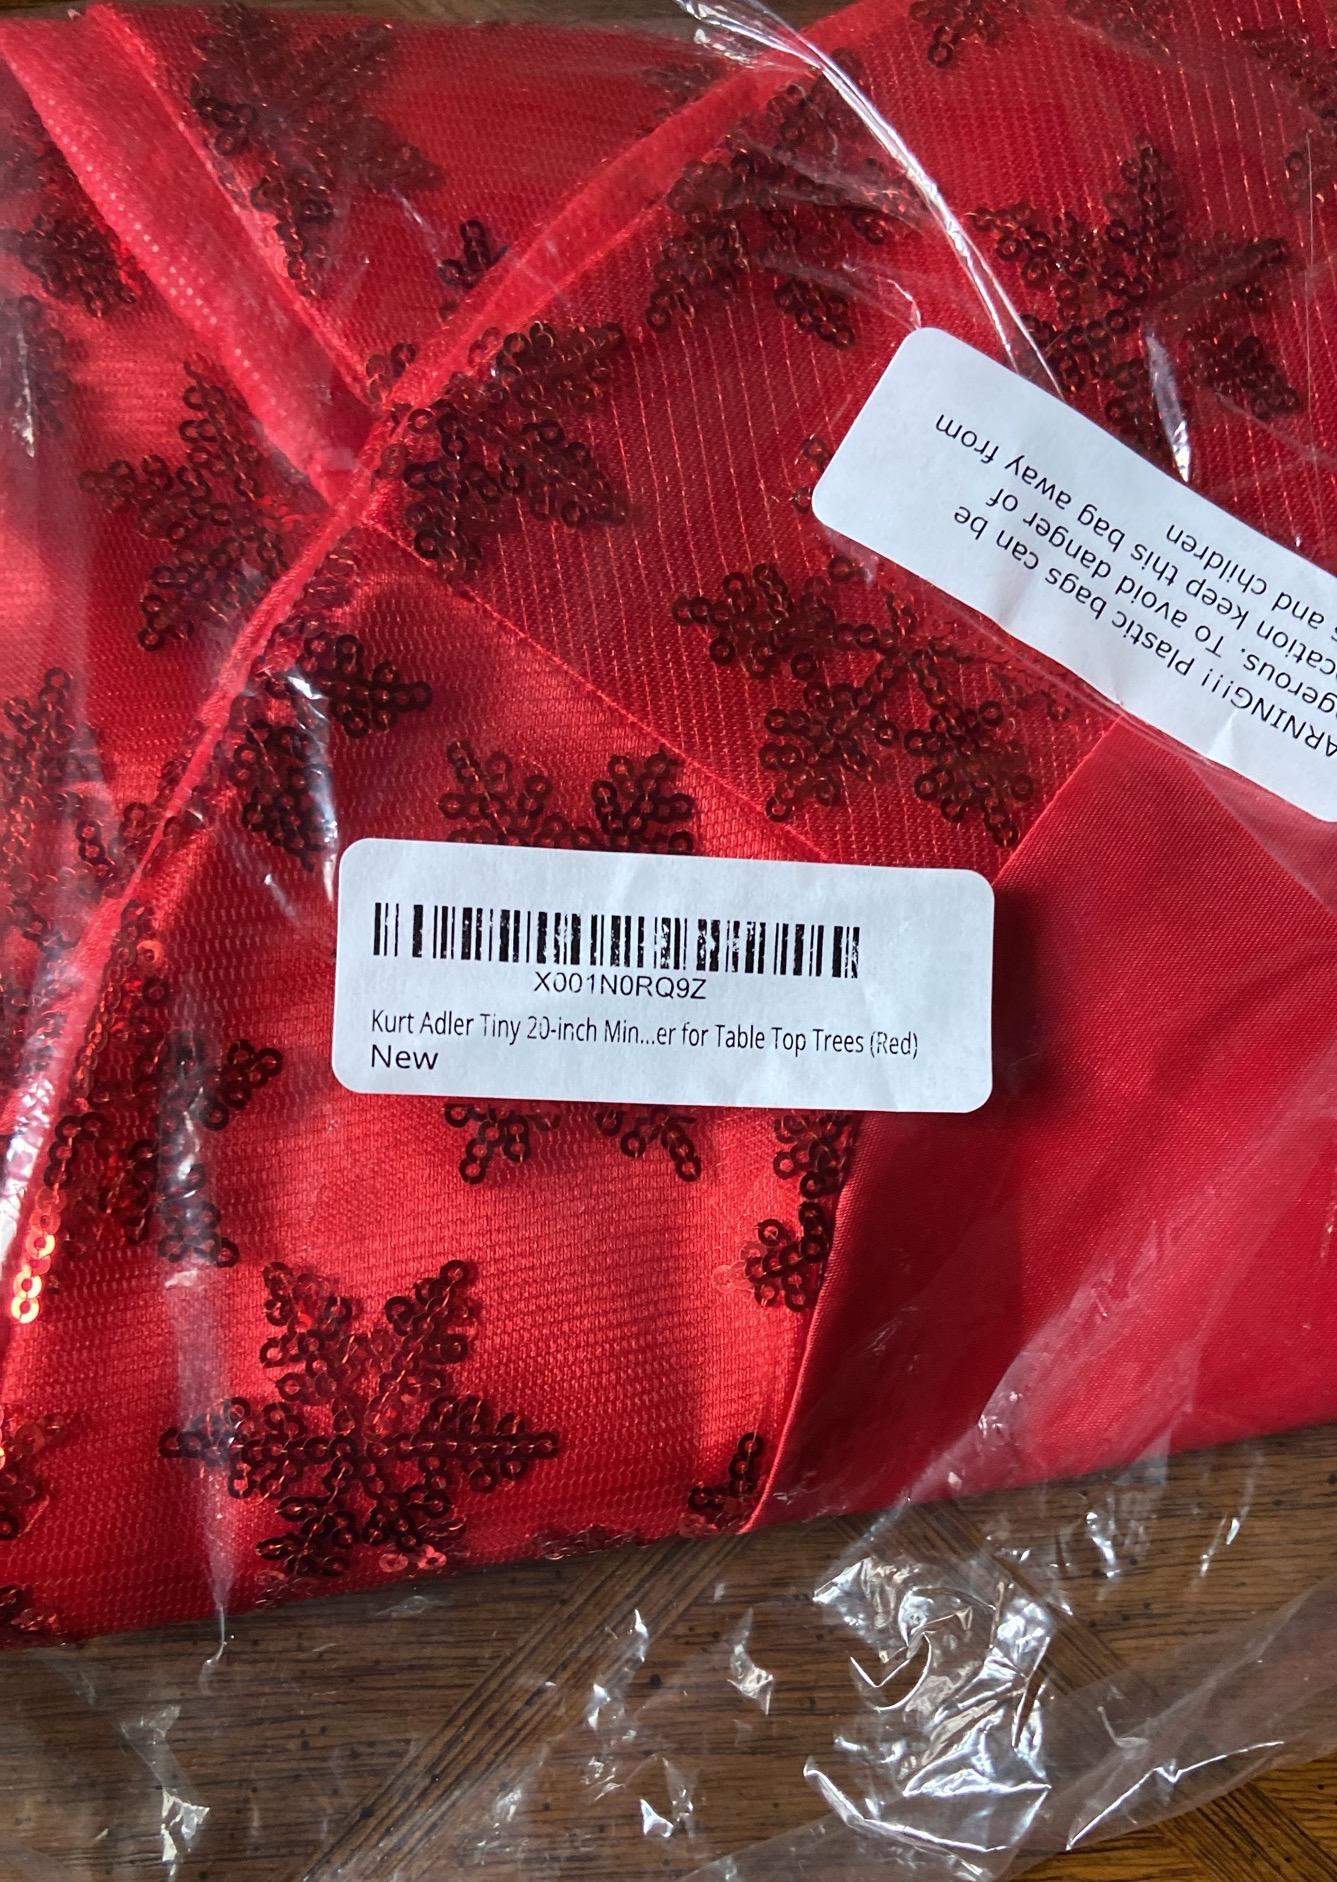 X001N0RQ9Z
Kurt Adler Tiny 20-inch Min...er for Table Top Trees (Red)
New
ARNING!!! Plastic bags can be
gerous. To avoid danger of
cation keep this bag away from
s and children